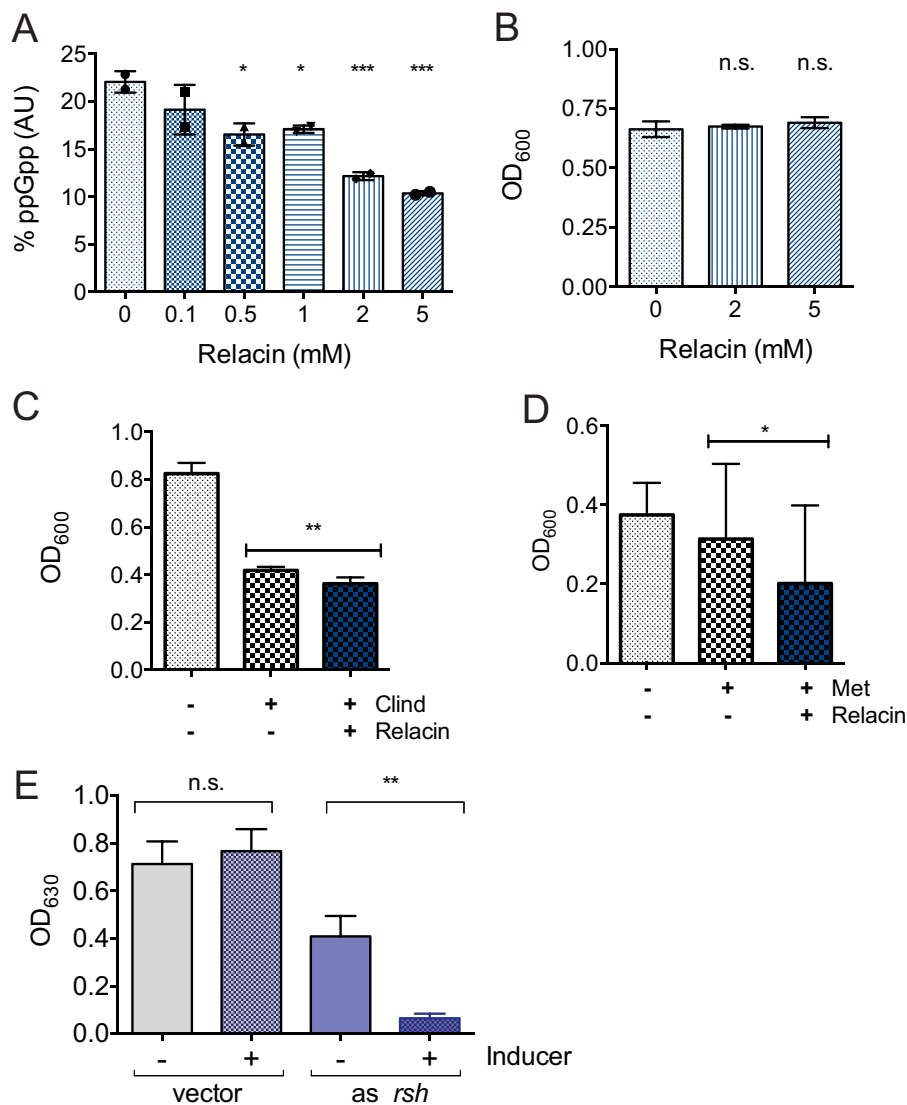 A
25
20
15
10
5
0
% ppGpp (AU)
* * *** ***
0 0.1 0.5 1 2 5
Relacin (mM)
B
1.00
0.75
0.50
0.25
0.00
OD600
n.s. n.s.
0 2 5
Relacin (mM)
C
1.0
0.8
0.6
0.4
0.2
0.0
OD600
**
- + + Clind
- - + Relacin
D
0.6
0.4
0.2
0.0
OD600
*
- + + Met
- - + Relacin
E
1.0
0.8
0.6
0.4
0.2
0.0
OD630
n.s. **
- + - + Inducer
vector as rsh